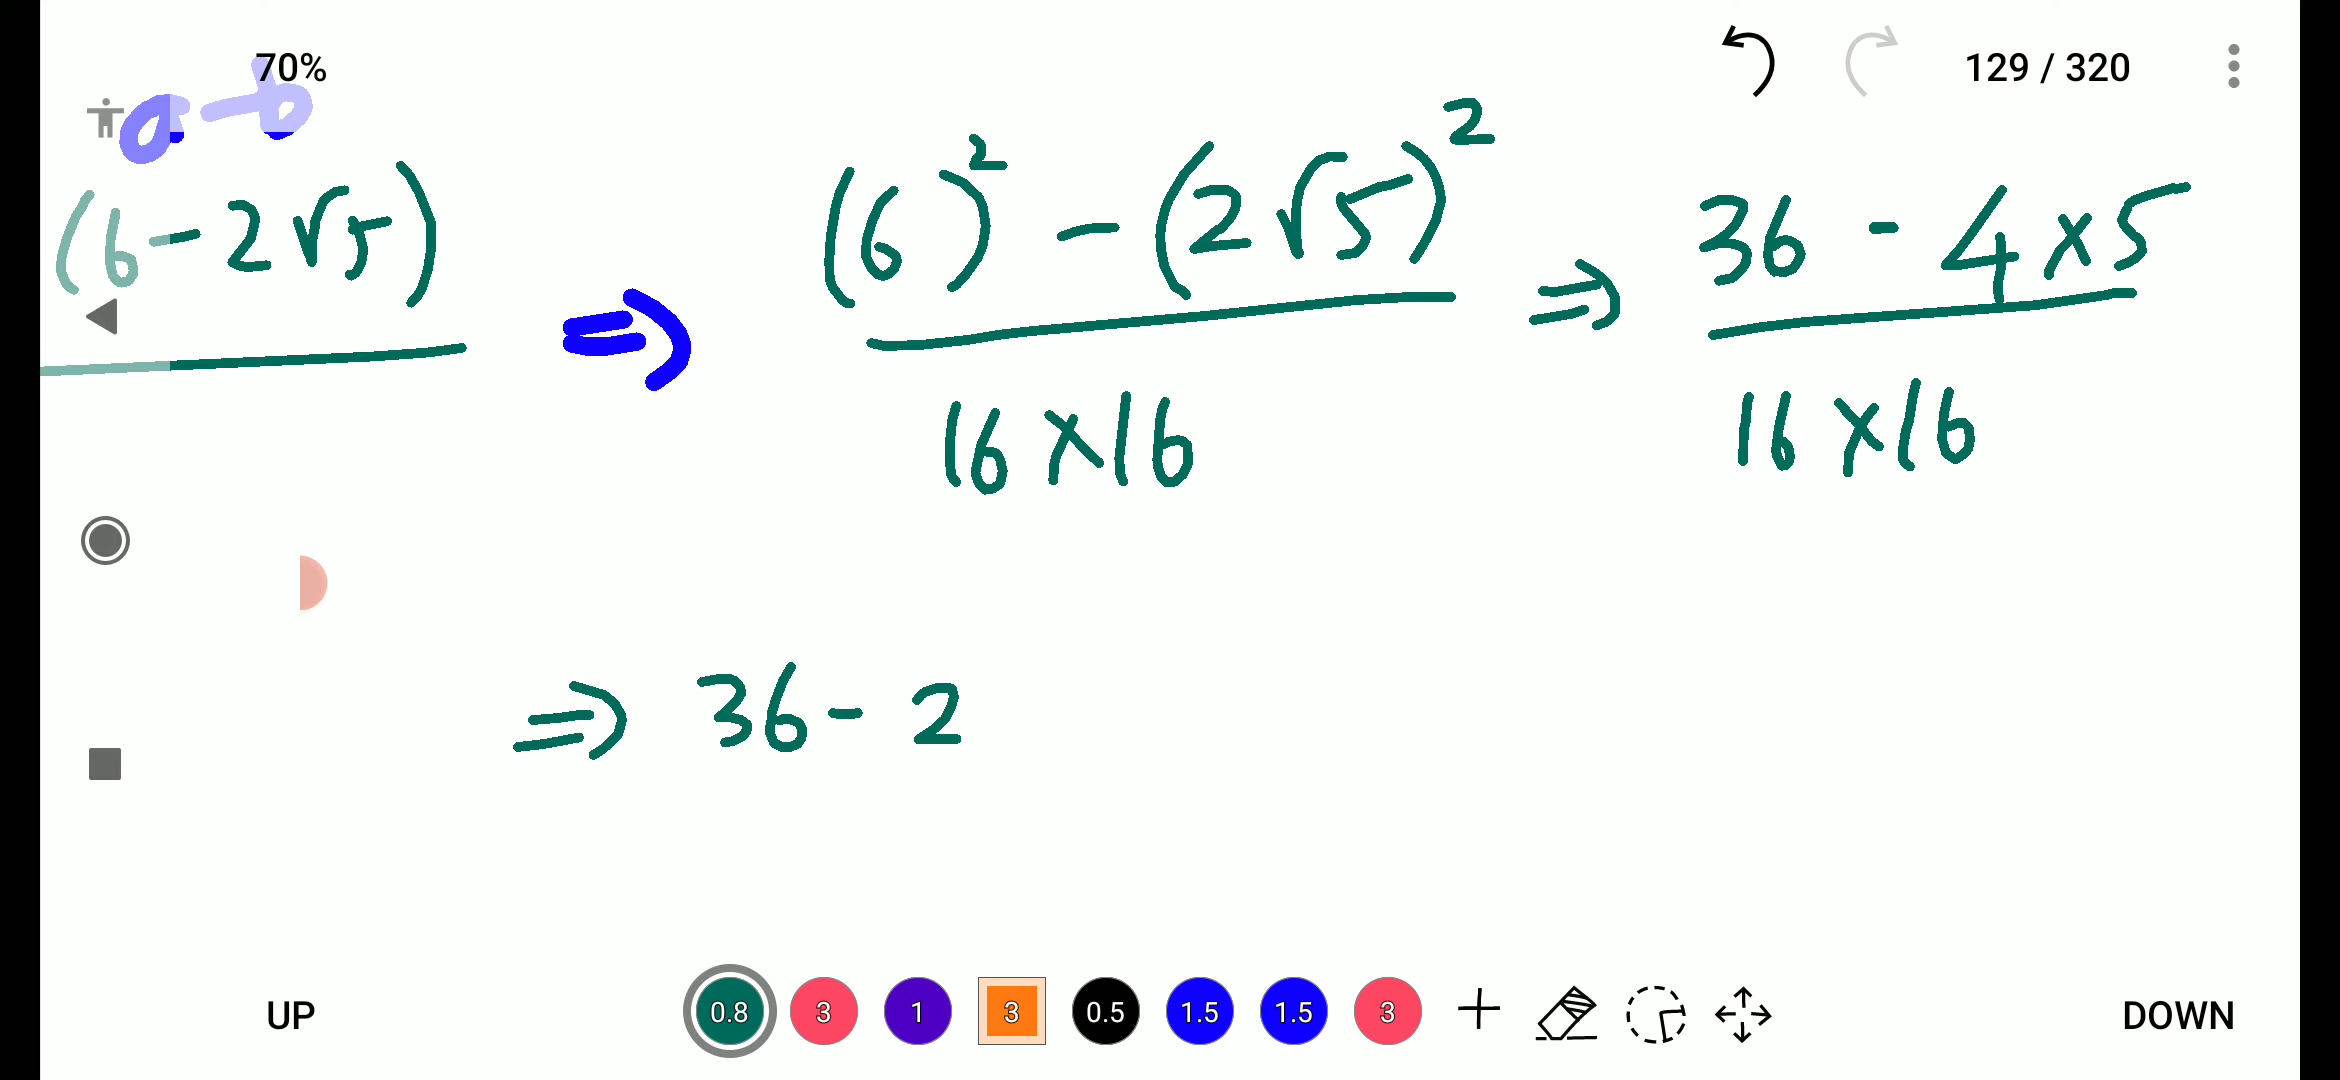 70%
129 / 320
a-b
(6-2√5) ⇒ (6)² - (2√5)² / 16×16 ⇒ 36 - 4×5 / 16×16
⇒ 36- 2
UP 0.8 3 1 3 0.5 1.5 1.5 3 DOWN